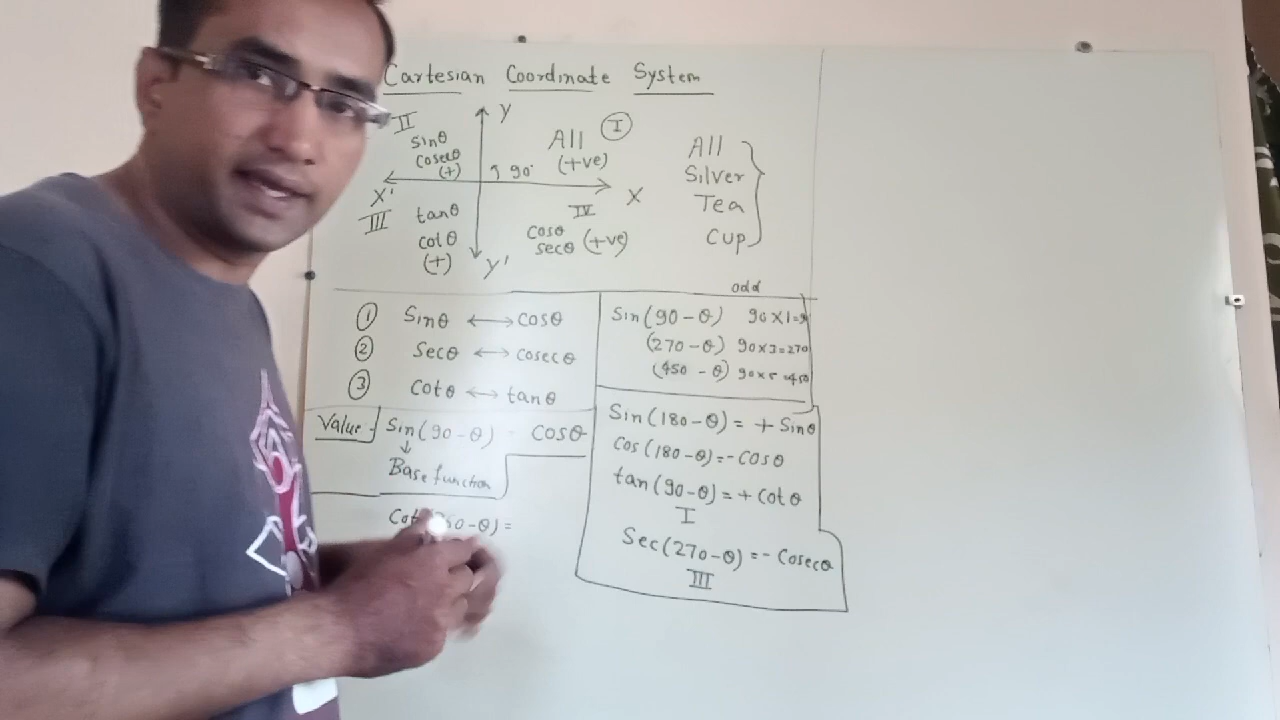 Cartesian Coordinate System
II
sinθ
cosecθ
(+)
Y
All I
(+ve)
90°
X'
X
III
tanθ
cotθ
(+)
Y'
IV
cosθ
secθ (+ve)
All
Silver
Tea
Cup
odd
① Sinθ ⟷ cosθ
② Secθ ⟷ cosecθ
③ Cotθ ⟷ tanθ
Sin(90-θ) 90×1=9
(270-θ) 90×3=270
(450-θ) 90×5=450
Value - Sin(90-θ) - cosθ
↓
Base function
Cot θ)=
Sin(180-θ)= + Sinθ
Cos(180-θ)= -cosθ
tan(90-θ)= + cotθ
I
Sec(270-θ)= - Cosecθ
III